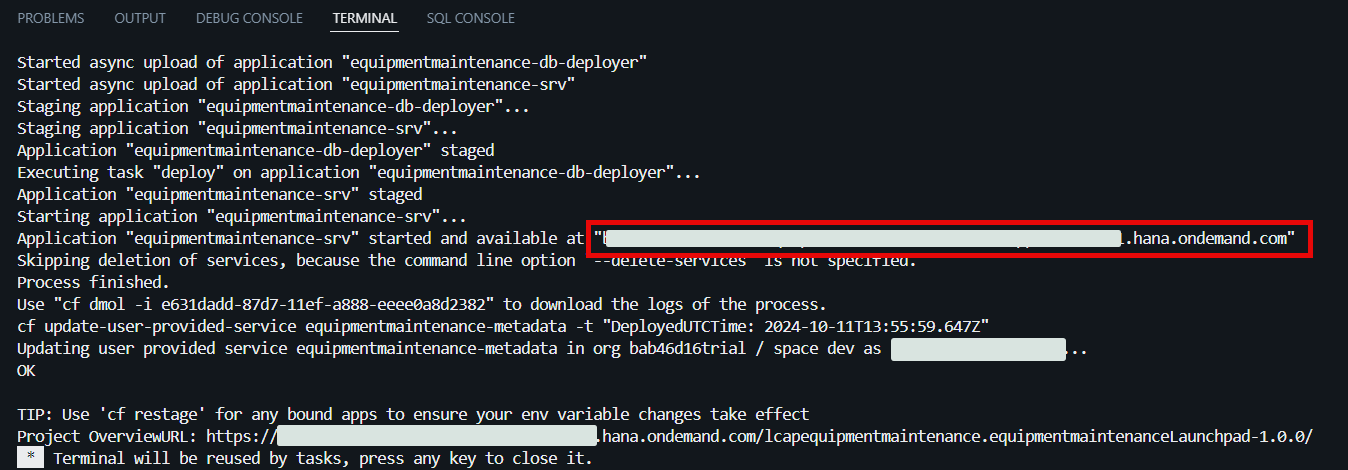 PROBLEMS OUTPUT DEBUG CONSOLE TERMINAL SQL CONSOLE
Started async upload of application "equipmentmaintenance-db-deployer"
Started async upload of application "equipmentmaintenance-srv"
Staging application "equipmentmaintenance-db-deployer"...
Staging application "equipmentmaintenance-srv"...
Application "equipmentmaintenance-db-deployer" staged
Executing task "deploy" on application "equipmentmaintenance-db-deployer"...
Application "equipmentmaintenance-srv" staged
Starting application "equipmentmaintenance-srv"...
Application "equipmentmaintenance-srv" started and available at .hana.ondemand.com"
Skipping deletion of services, because the command line option "--delete-services" is not specified.
Process finished.
Use "cf dmol -i e631dadd-87d7-11ef-a888-eeee0a8d2382" to download the logs of the process.
cf update-user-provided-service equipmentmaintenance-metadata -t "DeployedUTCTime: 2024-10-11T13:55:59.647Z"
Updating user provided service equipmentmaintenance-metadata in org bab46d16trial / space dev as ...
OK
TIP: Use 'cf restage' for any bound apps to ensure your env variable changes take effect
Project OverviewURL: https:// .hana.ondemand.com/lcapequipmentmaintenance.equipmentmaintenanceLaunchpad-1.0.0/
* Terminal will be reused by tasks, press any key to close it.